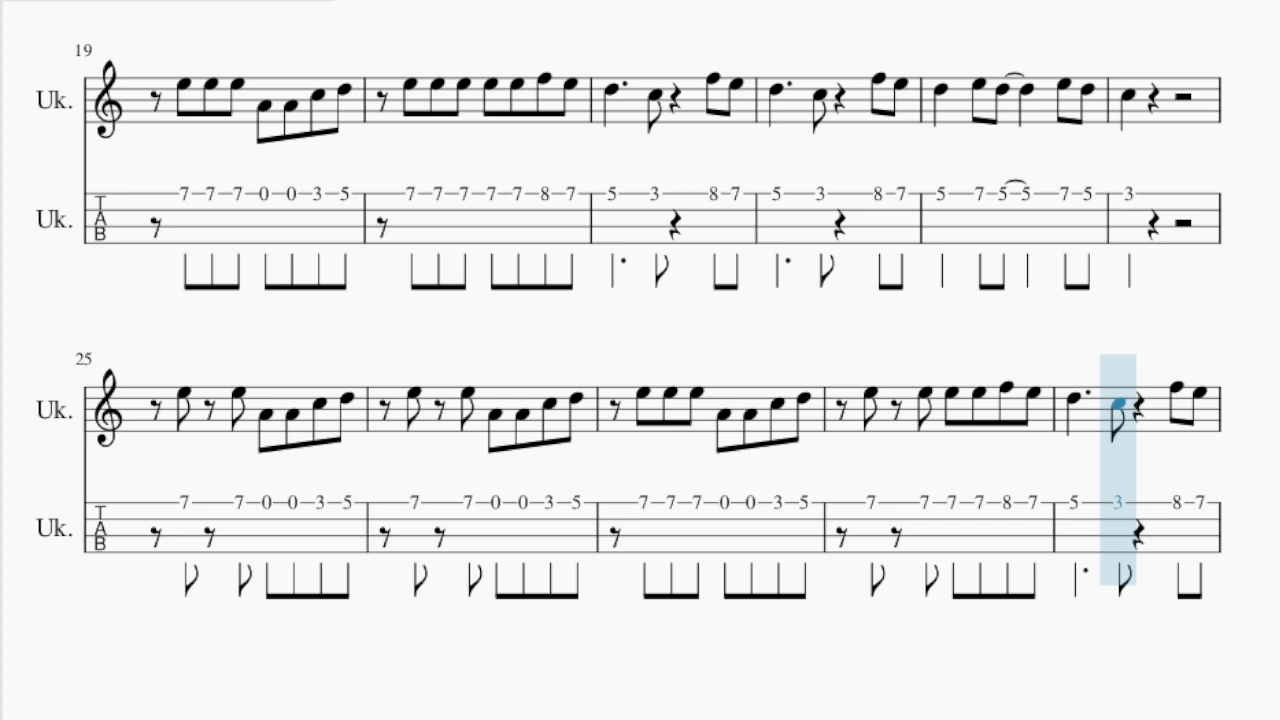 19
Uk.
Uk. TAB 7 7 7 0 0 3 5 7 7 7 7 7 8 7 5 3 8 7 5 3 8 7 5 7 5 5 7 5 3
25
Uk.
Uk. TAB 7 7 0 0 3 5 7 7 0 0 3 5 7 7 7 0 0 3 5 7 7 7 7 8 7 5 3 8 7